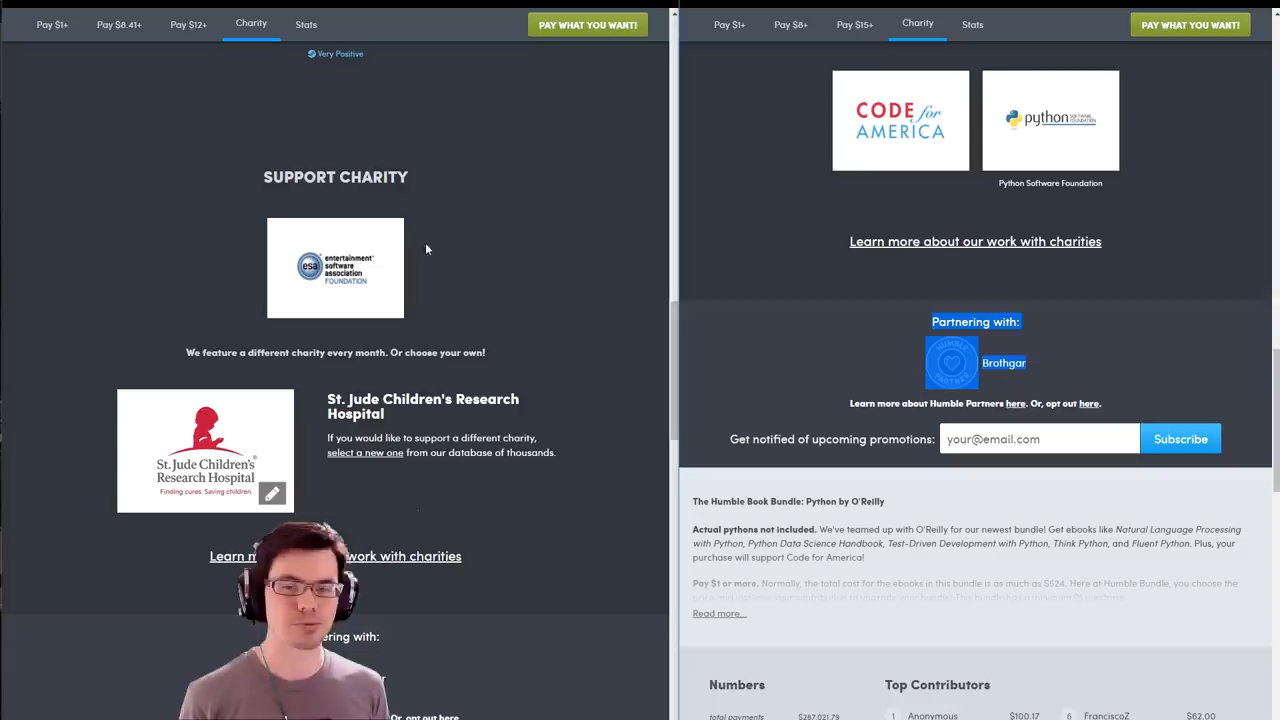 Pay $1+ Pay $8.41+ Pay $12+ Charity Stats PAY WHAT YOU WANT!
Very Positive
SUPPORT CHARITY
esa entertainment
software
association
FOUNDATION
We feature a different charity every month. Or choose your own!
St. Jude Children's
Research Hospital
Finding cures. Saving children.
St. Jude Children's Research
Hospital
If you would like to support a different charity,
select a new one from our database of thousands.
Learn work with charities
with:
Or, opt out here
Pay $1+ Pay $8+ Pay $15+ Charity Stats PAY WHAT YOU WANT!
CODE for
AMERICA
python
SOFTWARE
FOUNDATION
Python Software Foundation
Learn more about our work with charities
Partnering with:
HUMBLE
PARTNER
Brothgar
Learn more about Humble Partners here. Or, opt out here.
Get notified of upcoming promotions: your@email.com Subscribe
The Humble Book Bundle: Python by O'Reilly
Actual pythons not included. We've teamed up with O'Reilly for our newest bundle! Get ebooks like Natural Language Processing
with Python, Python Data Science Handbook, Test-Driven Development with Python, Think Python, and Fluent Python. Plus, your
purchase will support Code for America!
Pay $1 or more. Normally, the total cost for the ebooks in this bundle is as much as $524. Here at Humble Bundle, you choose the
Read more...
Numbers Top Contributors
total payments $287,021.79 1 Anonymous $100.17 6 FranciscoZ $62.00